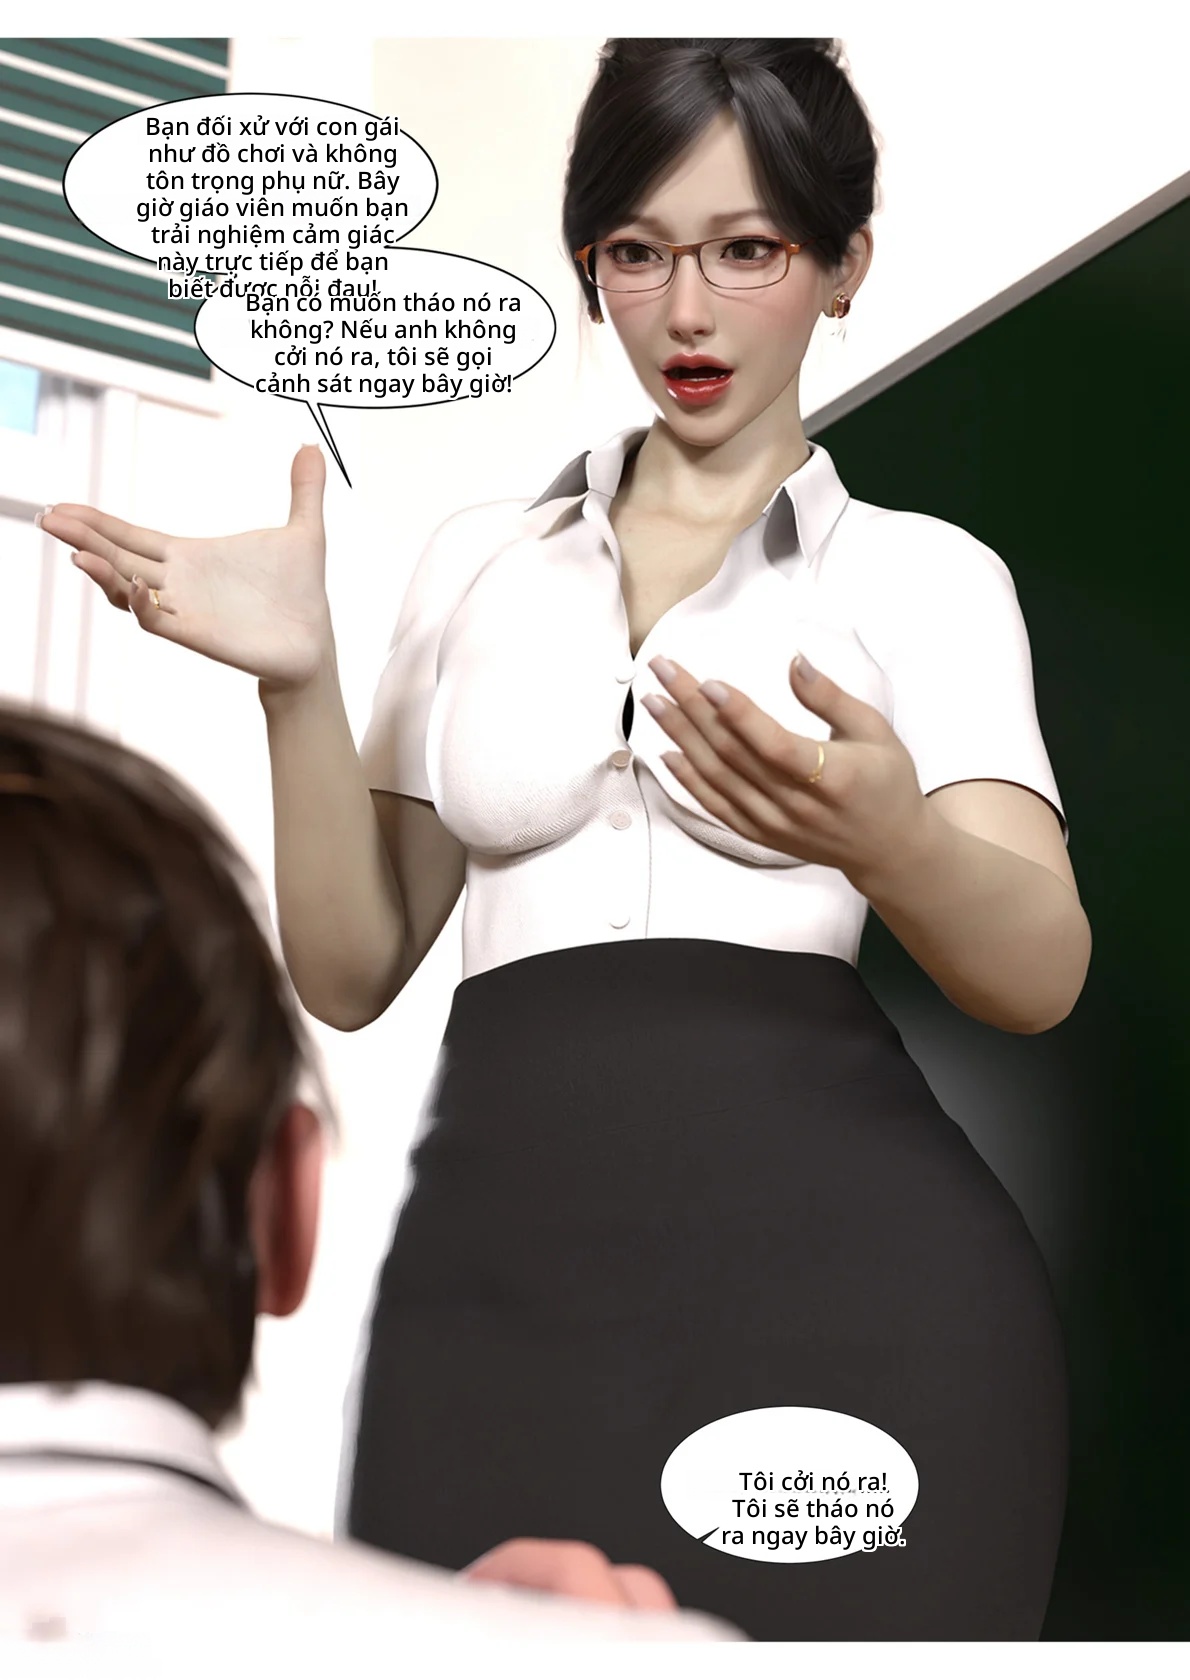 Bạn đối xử với con gái
như đồ chơi và không
tôn trọng phụ nữ. Bây
giờ giáo viên muốn bạn
trải nghiệm cảm giác
này trực tiếp để bạn
biết được nỗi đau!
Bạn có muốn tháo nó ra
không? Nếu anh không
cởi nó ra, tôi sẽ gọi
cảnh sát ngay bây giờ!
Tôi cởi nó ra!
Tôi sẽ tháo nó
ra ngay bây giờ.